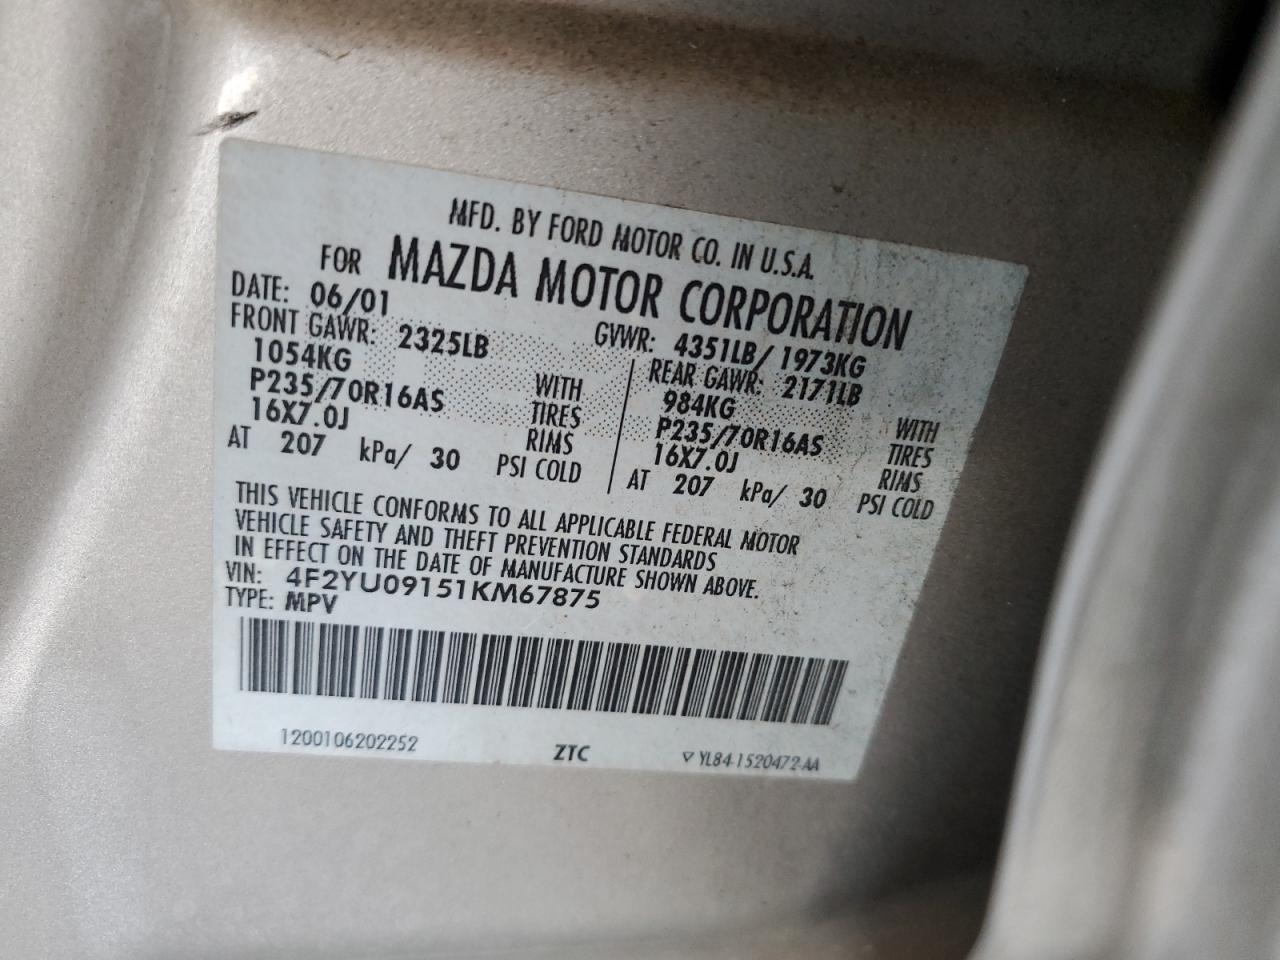 MFD. BY FORD MOTOR CO. IN U.S.A.
FOR MAZDA MOTOR CORPORATION
DATE: 06/01 GVWR: 4351LB/ 1973KG
FRONT GAWR: 2325LB REAR GAWR: 2171LB
1054KG WITH 984KG WITH
P235/70R16AS TIRES P235/70R16AS TIRES
16X7.0J RIMS 16X7.0J RIMS
AT 207 kPa/ 30 PSI COLD AT 207 kPa/ 30 PSI COLD
THIS VEHICLE CONFORMS TO ALL APPLICABLE FEDERAL MOTOR
VEHICLE SAFETY AND THEFT PREVENTION STANDARDS
IN EFFECT ON THE DATE OF MANUFACTURE SHOWN ABOVE.
VIN: 4F2YU09151KM67875
TYPE: MPV
1200106202252 ZTC ▽ YL84-1520472-AA